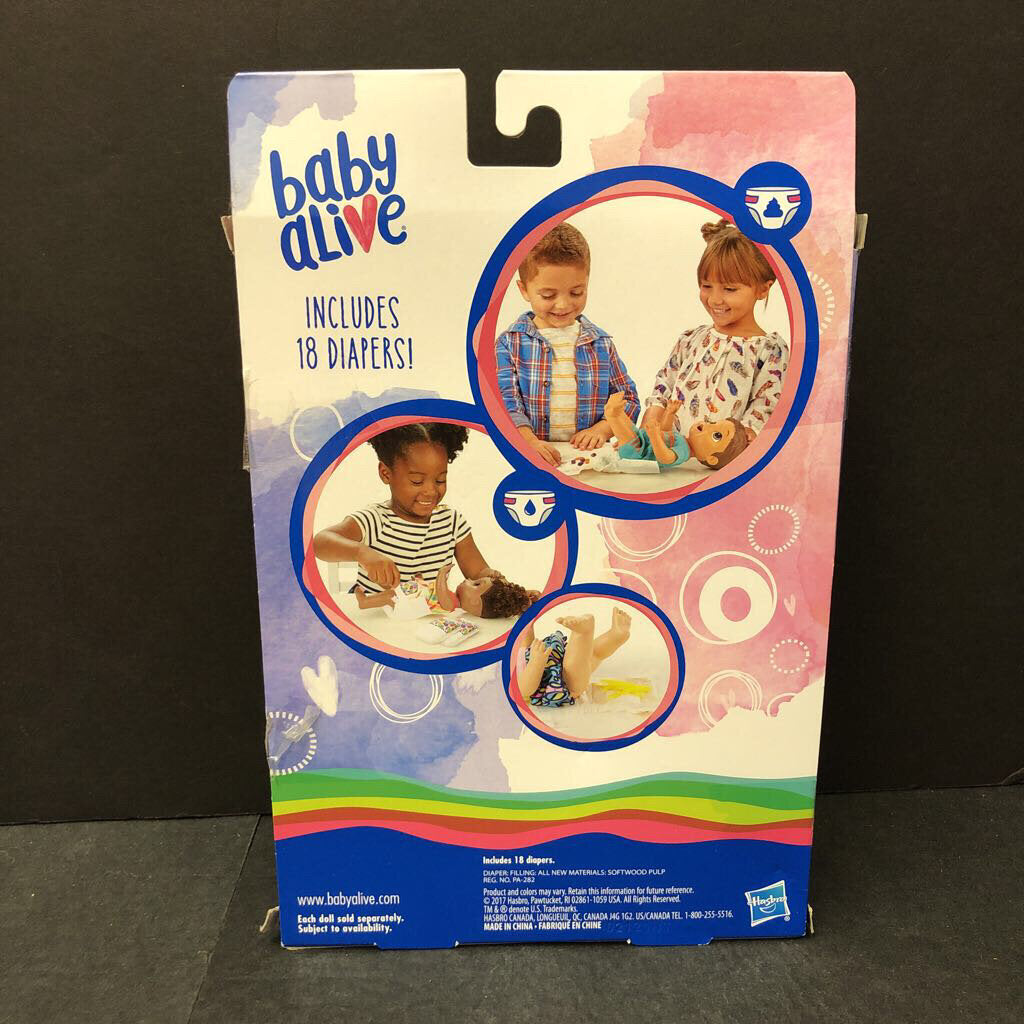 baby
alive
INCLUDES
18 DIAPERS!
Includes 18 diapers.
DIAPER: FILLING: ALL NEW MATERIALS: SOFTWOOD PULP
REG. NO. PA-282
www.babyalive.com
Each doll sold separately.
Subject to availability.
Product and colors may vary. Retain this information for future reference.
© 2017 Hasbro, Pawtucket, RI 02861-1059 USA. All Rights Reserved.
TM & ® denote U.S. Trademarks.
HASBRO CANADA, LONGUEUIL, QC, CANADA J4G 1G2. US/CANADA TEL. 1-800-255-5516.
MADE IN CHINA • FABRIQUÉ EN CHINE
Hasbro